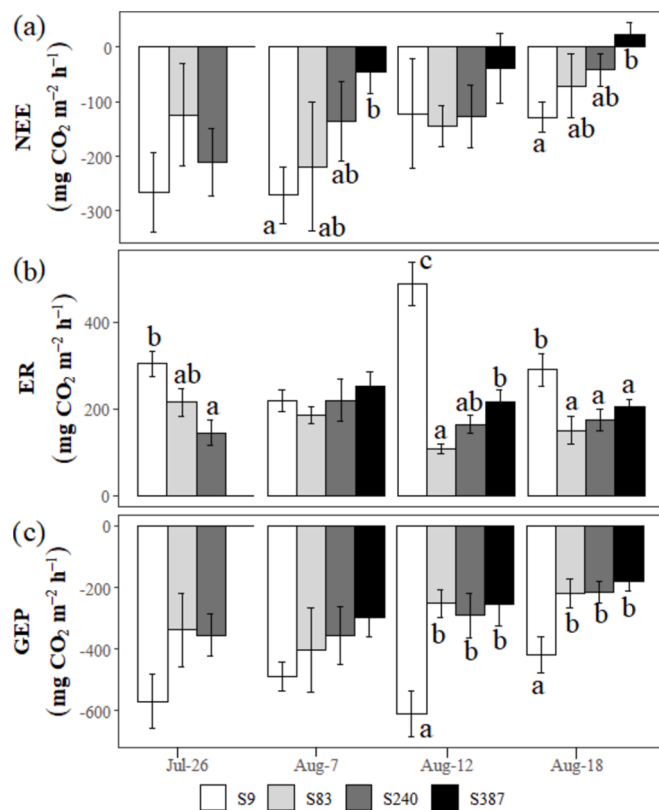 (a)
NEE
(mg CO₂ m⁻² h⁻¹)
0
-100
-200
-300
a
ab
ab
b
a
ab
ab
b
(b)
ER
(mg CO₂ m⁻² h⁻¹)
400
200
0
b
ab
a
c
a
ab
b
b
a
a
a
(c)
GEP
(mg CO₂ m⁻² h⁻¹)
0
-200
-400
-600
a
b
b
b
a
b
b
b
Jul-26 Aug-7 Aug-12 Aug-18
S9 S83 S240 S387